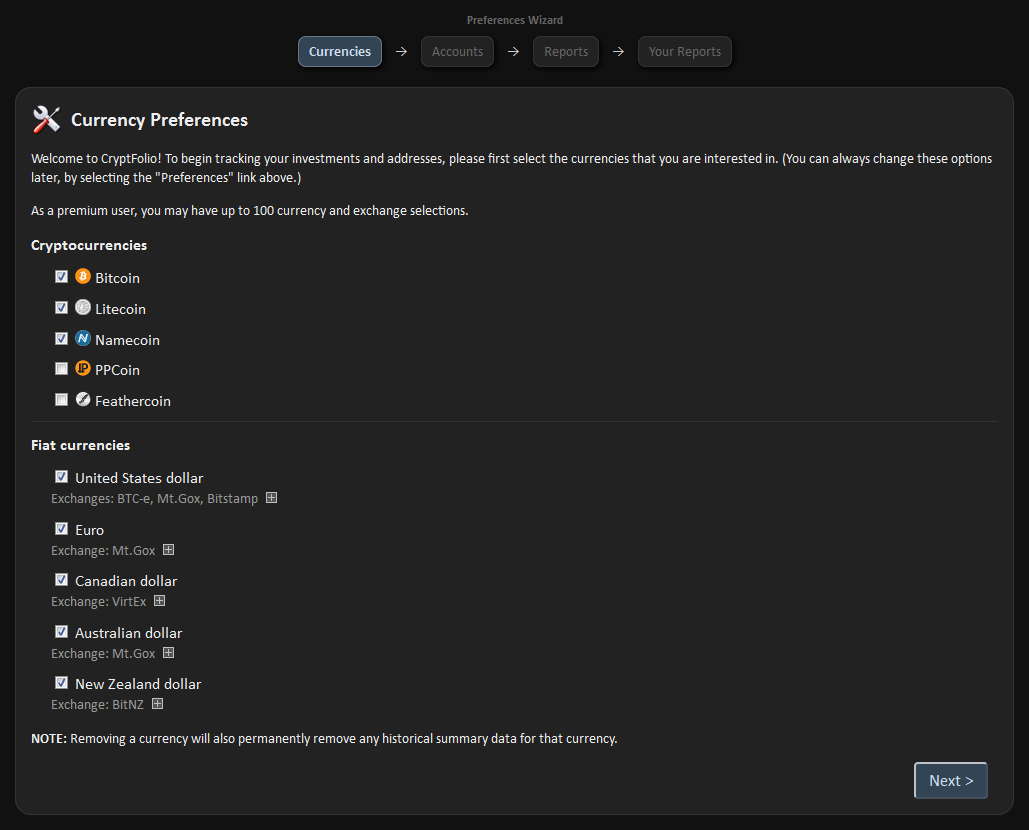 Preferences Wizard
Currencies → Accounts → Reports → Your Reports
Currency Preferences
Welcome to CryptFolio! To begin tracking your investments and addresses, please first select the currencies that you are interested in. (You can always change these options
later, by selecting the "Preferences" link above.)
As a premium user, you may have up to 100 currency and exchange selections.
Cryptocurrencies
Bitcoin
Litecoin
Namecoin
PPCoin
Feathercoin
Fiat currencies
United States dollar
Exchanges: BTC-e, Mt.Gox, Bitstamp
Euro
Exchange: Mt.Gox
Canadian dollar
Exchange: VirtEx
Australian dollar
Exchange: Mt.Gox
New Zealand dollar
Exchange: BitNZ
NOTE: Removing a currency will also permanently remove any historical summary data for that currency.
Next >